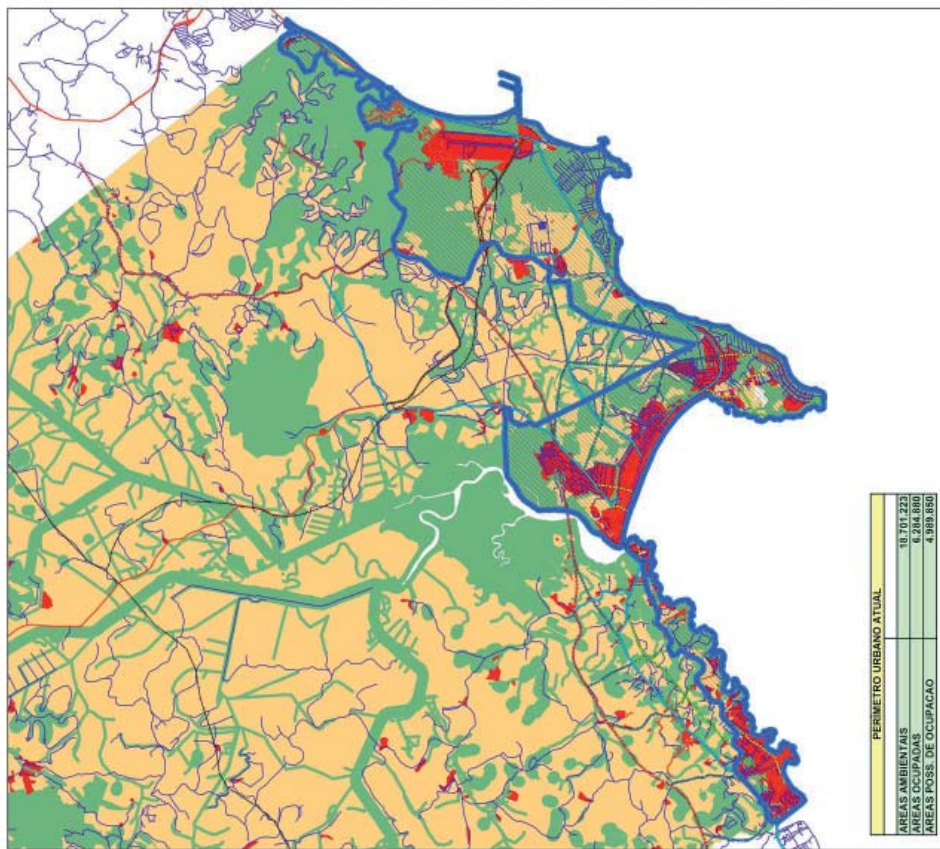 PERIMETRO URBANO ATUAL
AREAS AMBIENTAIS 18.701.223
AREAS OCUPADAS 6.284.880
AREAS POSS. DE OCUPACAO 4.989.850